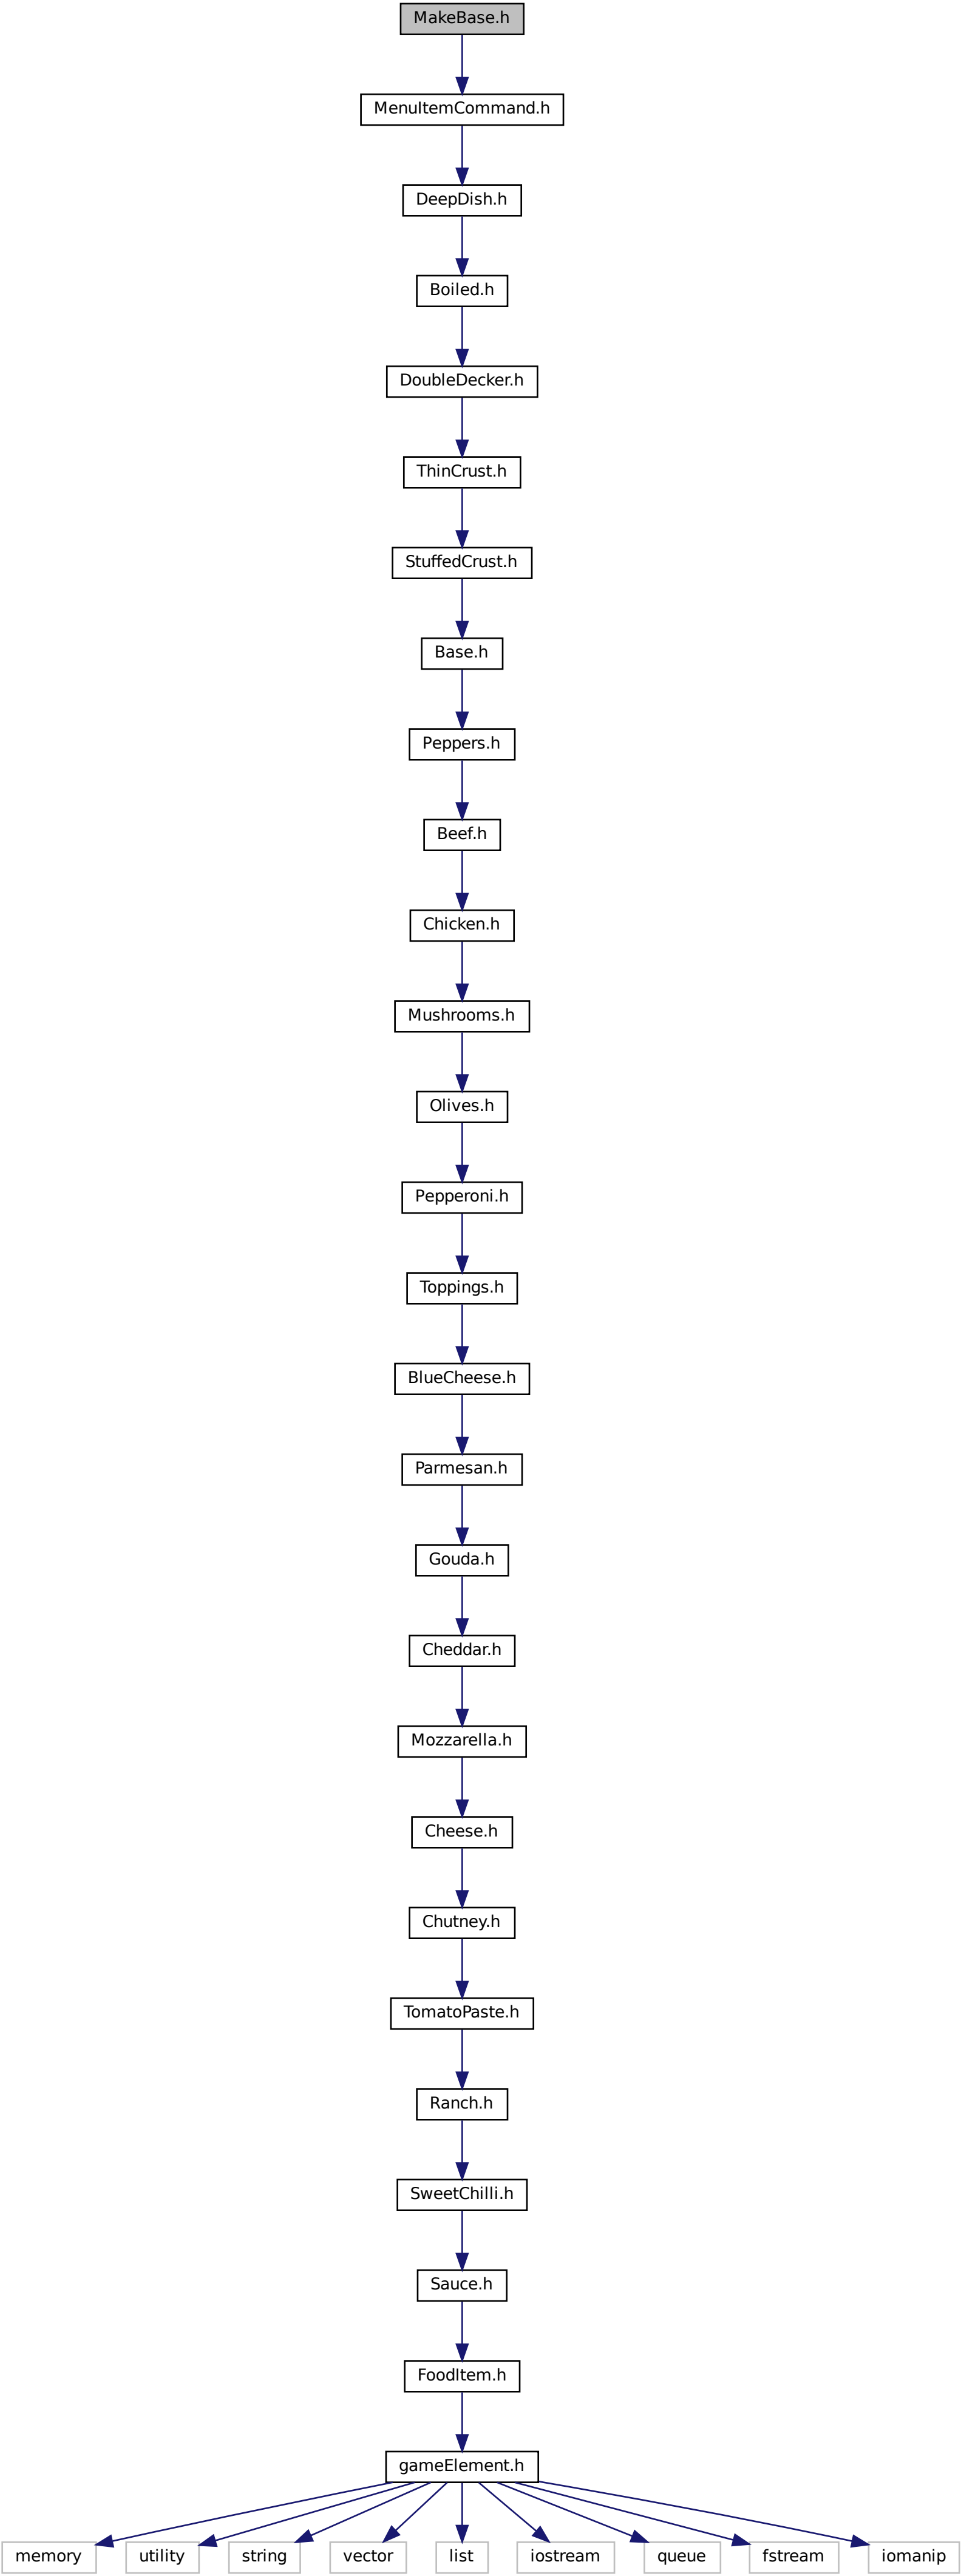 MakeBase.h
MenuItemCommand.h
DeepDish.h
Boiled.h
DoubleDecker.h
ThinCrust.h
StuffedCrust.h
Base.h
Peppers.h
Beef.h
Chicken.h
Mushrooms.h
Olives.h
Pepperoni.h
Toppings.h
BlueCheese.h
Parmesan.h
Gouda.h
Cheddar.h
Mozzarella.h
Cheese.h
Chutney.h
TomatoPaste.h
Ranch.h
SweetChilli.h
Sauce.h
FoodItem.h
gameElement.h
memory utility string vector list iostream queue fstream iomanip